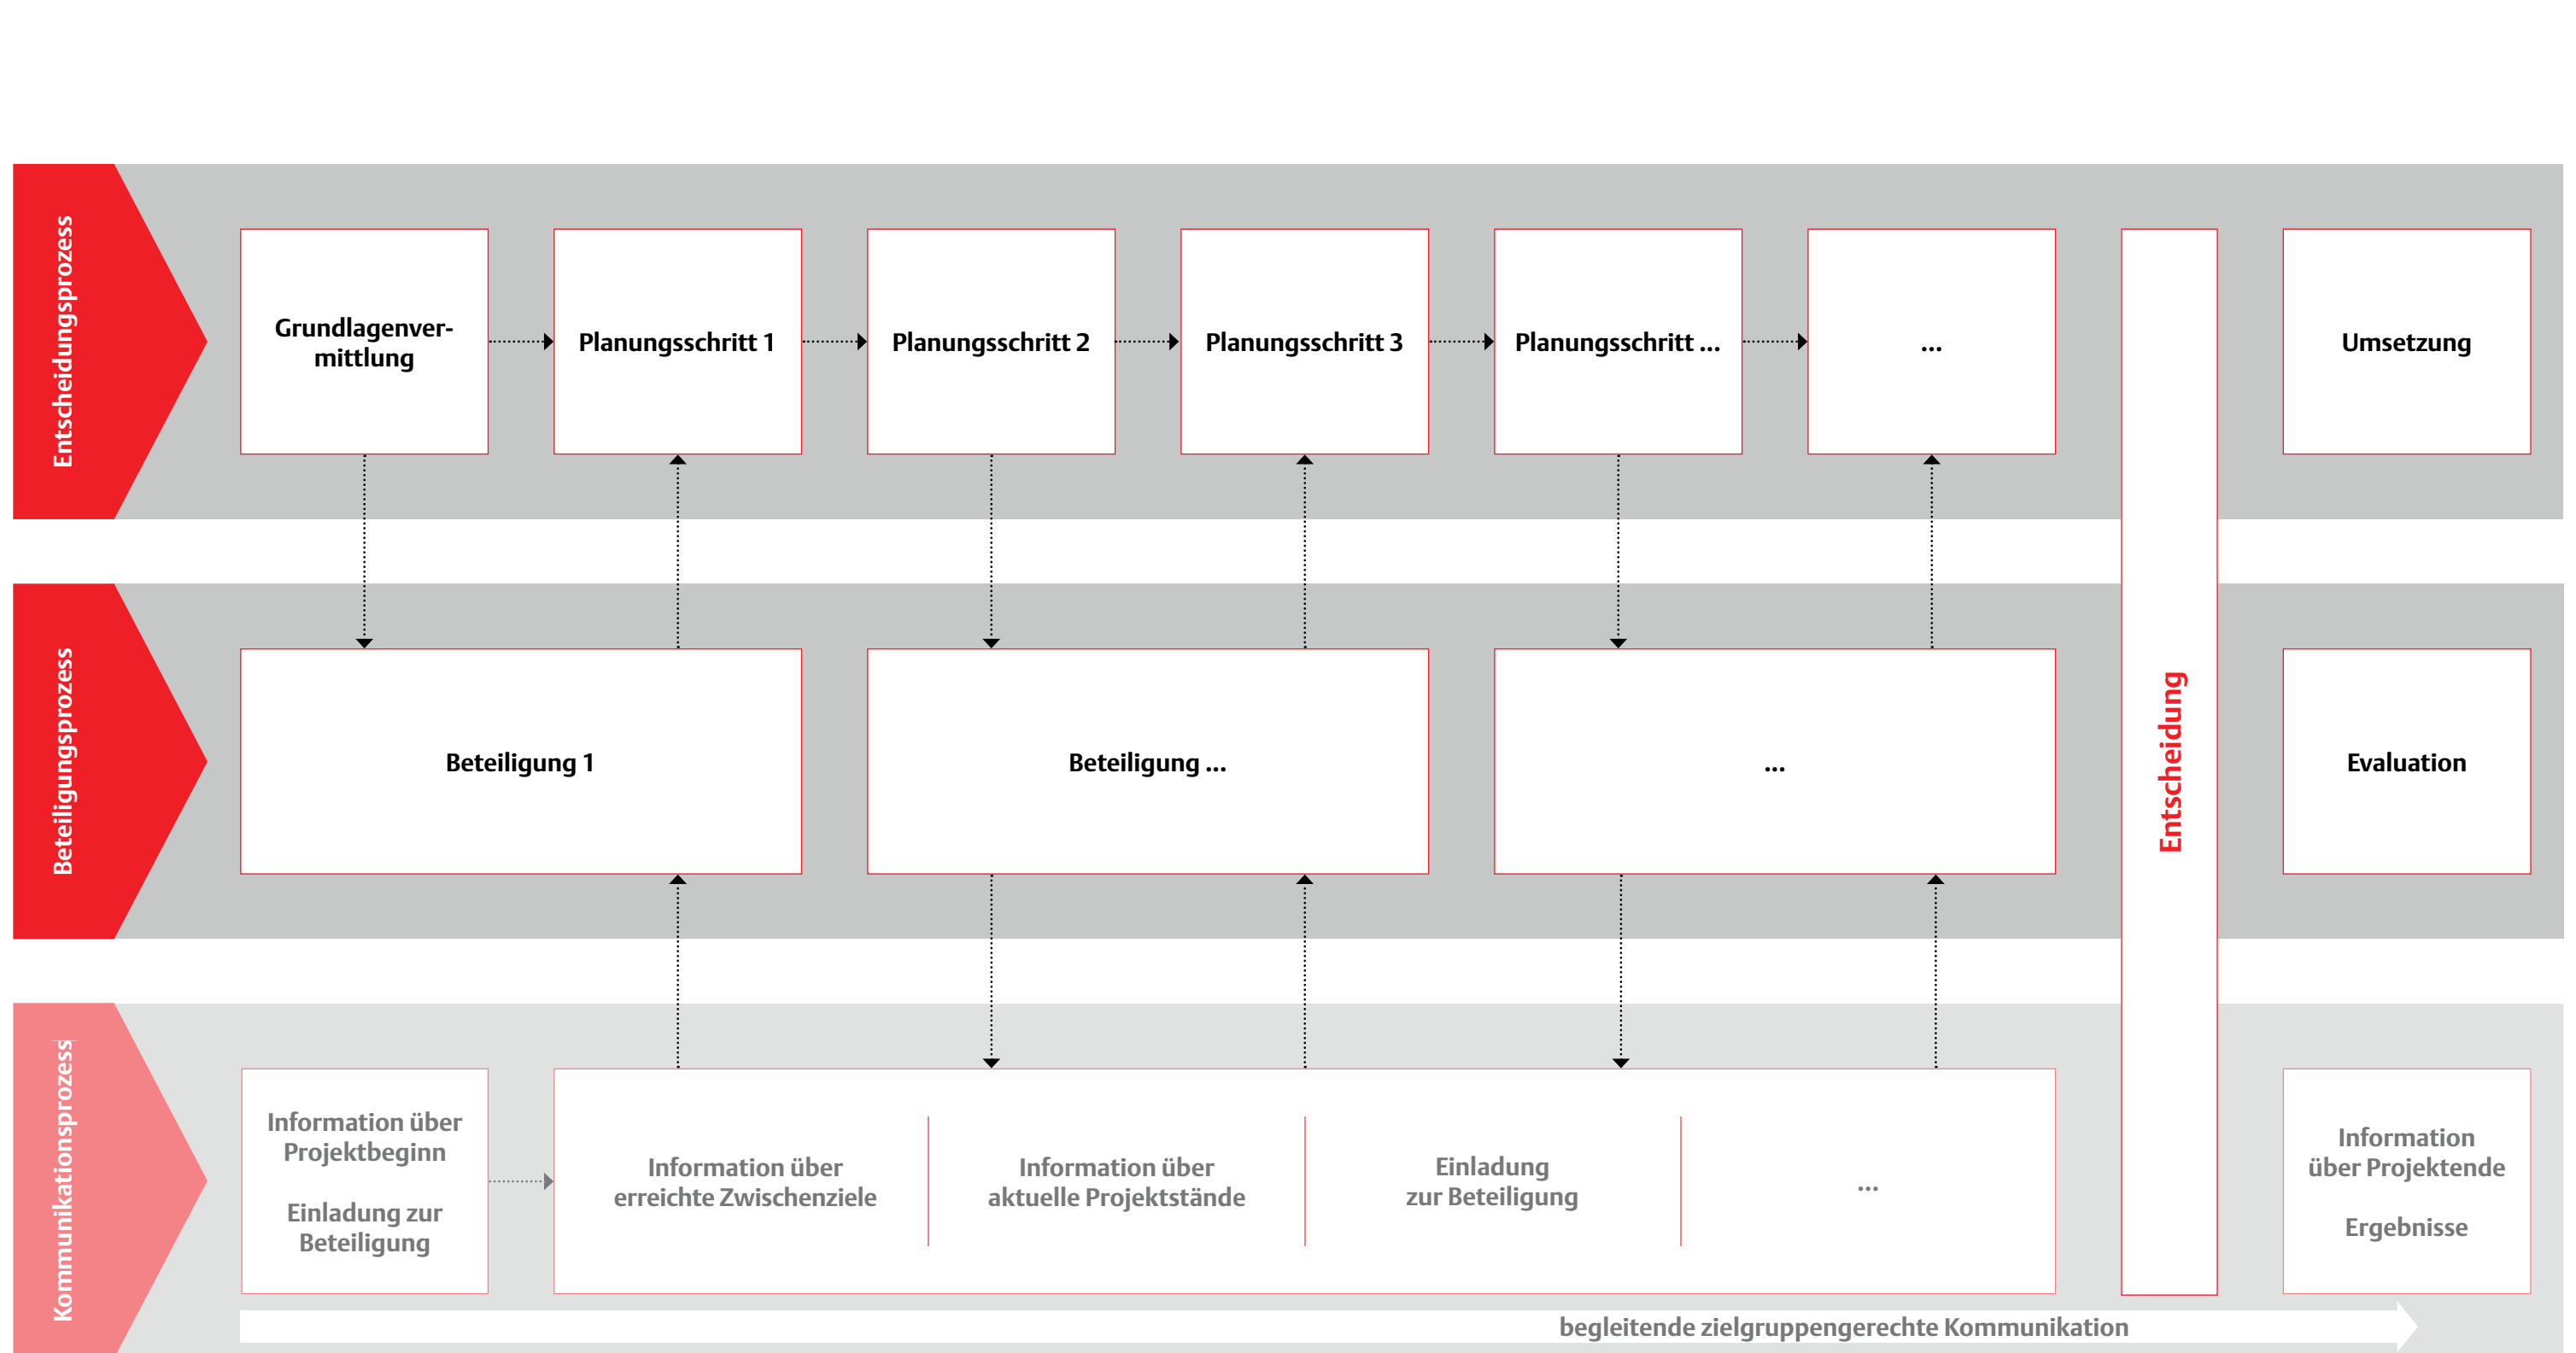 Entscheidungsprozess
Grundlagenver-
mittlung
Planungsschritt 1
Planungsschritt 2
Planungsschritt 3
Planungsschritt ...
...
Umsetzung
Beteiligungsprozess
Beteiligung 1
Beteiligung ...
...
Entscheidung
Evaluation
Kommunikationsprozess
Information über
Projektbeginn
Einladung zur
Beteiligung
Information über
erreichte Zwischenziele
Information über
aktuelle Projektstände
Einladung
zur Beteiligung
...
Information
über Projektende
Ergebnisse
begleitende zielgruppengerechte Kommunikation